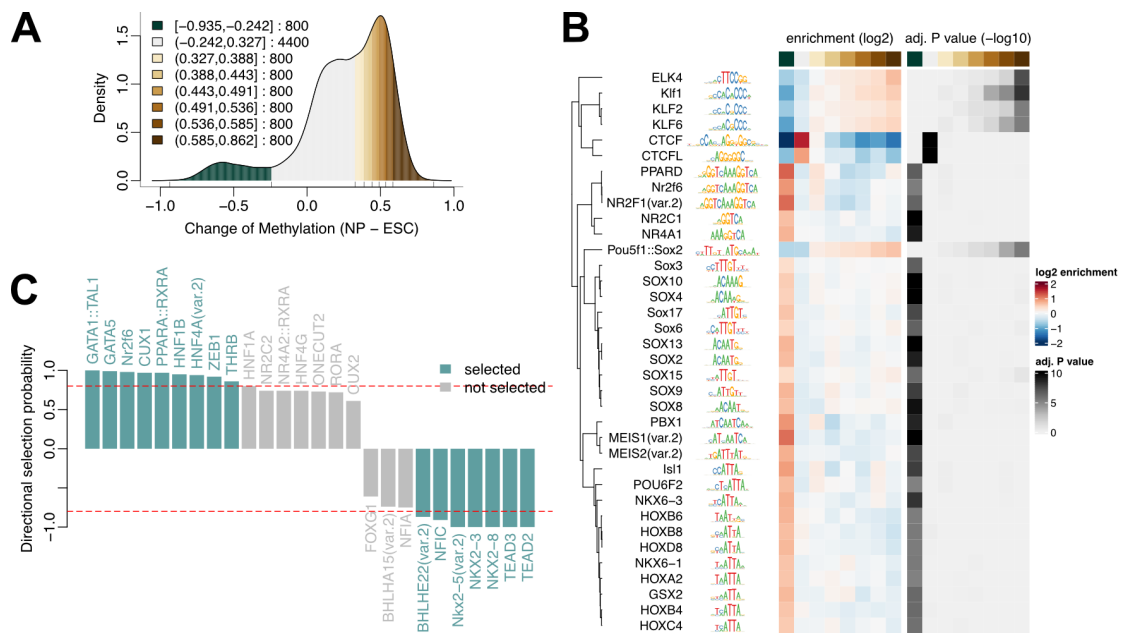 A
[−0.935,−0.242] : 800
(−0.242,0.327] : 4400
(0.327,0.388] : 800
(0.388,0.443] : 800
(0.443,0.491] : 800
(0.491,0.536] : 800
(0.536,0.585] : 800
(0.585,0.862] : 800
Density
0.0
0.5
1.0
1.5
−1.0
−0.5
0.0
0.5
1.0
Change of Methylation (NP − ESC)
B
enrichment (log2)
adj. P value (−log10)
ELK4
Klf1
KLF2
KLF6
CTCF
CTCFL
PPARD
Nr2f6
NR2F1(var.2)
NR2C1
NR4A1
Pou5f1::Sox2
Sox3
SOX10
SOX4
Sox17
Sox6
SOX13
SOX2
SOX15
SOX9
SOX8
PBX1
MEIS1(var.2)
MEIS2(var.2)
Isl1
POU6F2
NKX6−3
HOXB6
HOXB8
HOXD8
NKX6−1
HOXA2
GSX2
HOXB4
HOXC4
log2 enrichment
2
1
0
−1
−2
adj. P value
10
5
0
C
Directional selection probability
1.0
0.5
0.0
−1.0
GATA1::TAL1
GATA5
Nr2f6
CUX1
PPARA::RXRA
HNF1B
HNF4A(var.2)
ZEB1
THRB
HNF1A
NR2C2
NR4A2::RXRA
HNF4G
ONECUT2
RORA
CUX2
FOXG1
BHLHA15(var.2)
NFIA
BHLHE22(var.2)
NFIC
Nkx2−5(var.2)
NKX2−3
NKX2−8
TEAD3
TEAD2
selected
not selected